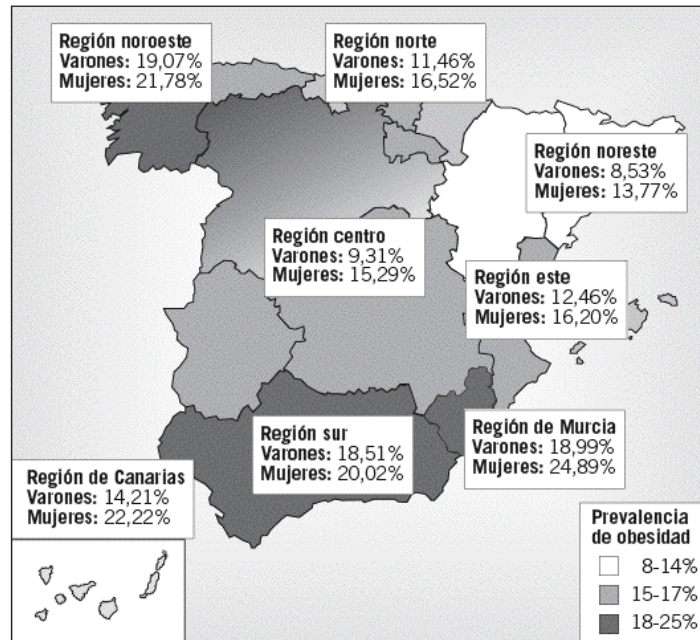 Región noroeste
Varones: 19,07%
Mujeres: 21,78%
Región norte
Varones: 11,46%
Mujeres: 16,52%
Región noreste
Varones: 8,53%
Mujeres: 13,77%
Región centro
Varones: 9,31%
Mujeres: 15,29%
Región este
Varones: 12,46%
Mujeres: 16,20%
Región sur
Varones: 18,51%
Mujeres: 20,02%
Región de Murcia
Varones: 18,99%
Mujeres: 24,89%
Región de Canarias
Varones: 14,21%
Mujeres: 22,22%
Prevalencia
de obesidad
8-14%
15-17%
18-25%